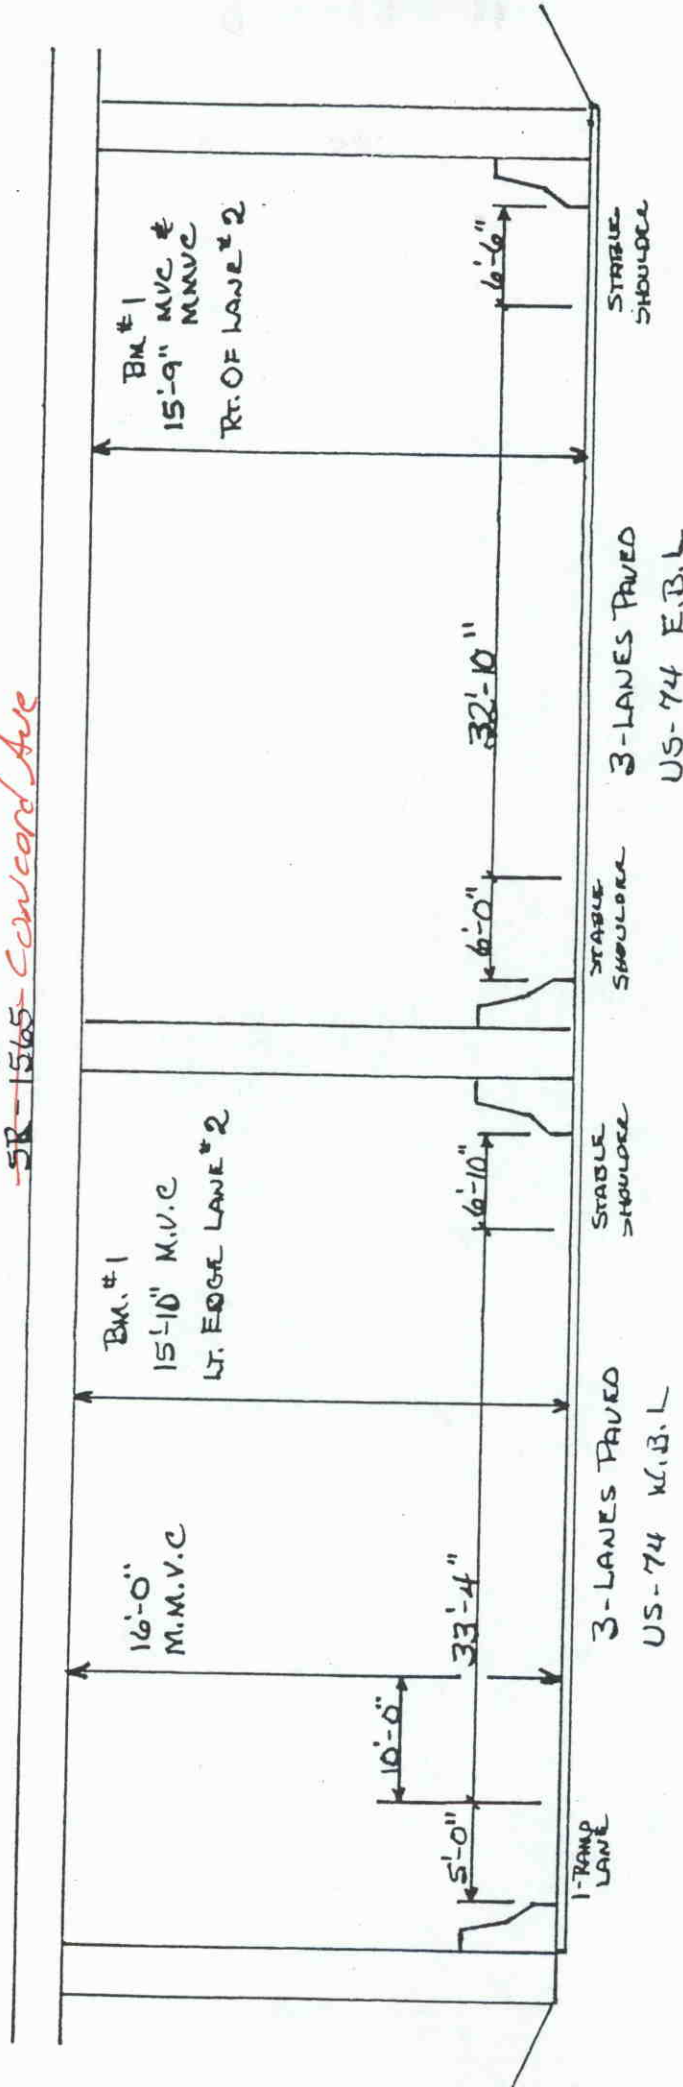 SR-1565- Concord Ave
16'-0"
M.M.V.C
BM. #1
15'-10" M.V.C
LT. EDGE LANE #2
BM #1
15'-9" MVC &
MMVC
RT. OF LANE #2
10'-0"
5'-0"
33'-4"
6'-10"
6'-0"
32'-10"
6'-6"
1-RAMP
LANE
3-LANES PAVED
US-74 W.B.L
STABLE
SHOULDER
STABLE
SHOULDER
3-LANES PAVED
US-74 E.B.L
STABLE
SHOULDER